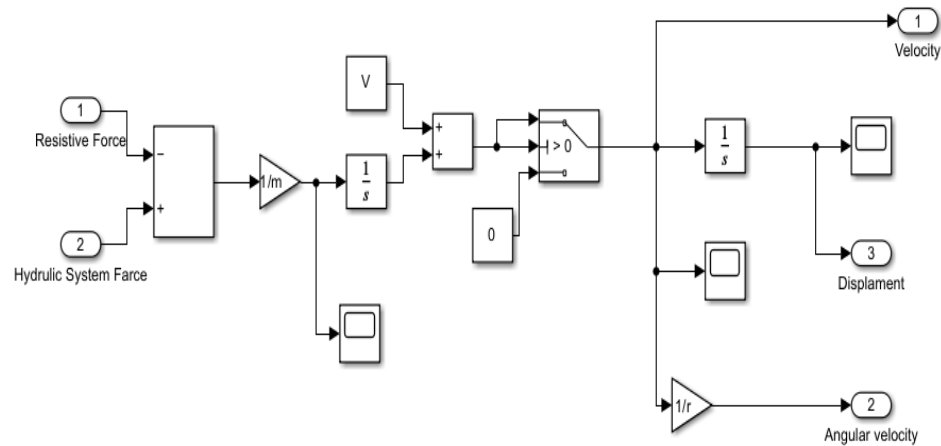 1
Velocity
V
1
Resistive Force
−
+
1/m
1
s
+
+
> 0
0
1
s
2
Hydrulic System Farce
3
Displament
1/r
2
Angular velocity